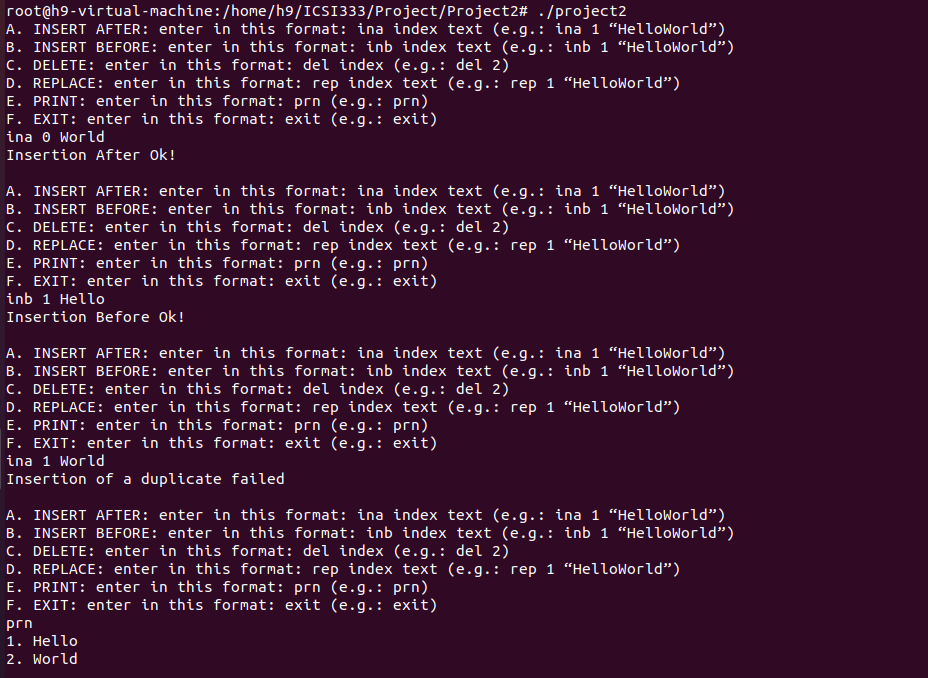 root@h9-virtual-machine:/home/h9/ICSI333/Project/Project2# ./project2
A. INSERT AFTER: enter in this format: ina index text (e.g.: ina 1 “HelloWorld”)
B. INSERT BEFORE: enter in this format: inb index text (e.g.: inb 1 “HelloWorld”)
C. DELETE: enter in this format: del index (e.g.: del 2)
D. REPLACE: enter in this format: rep index text (e.g.: rep 1 “HelloWorld”)
E. PRINT: enter in this format: prn (e.g.: prn)
F. EXIT: enter in this format: exit (e.g.: exit)
ina 0 World
Insertion After Ok!

A. INSERT AFTER: enter in this format: ina index text (e.g.: ina 1 “HelloWorld”)
B. INSERT BEFORE: enter in this format: inb index text (e.g.: inb 1 “HelloWorld”)
C. DELETE: enter in this format: del index (e.g.: del 2)
D. REPLACE: enter in this format: rep index text (e.g.: rep 1 “HelloWorld”)
E. PRINT: enter in this format: prn (e.g.: prn)
F. EXIT: enter in this format: exit (e.g.: exit)
inb 1 Hello
Insertion Before Ok!

A. INSERT AFTER: enter in this format: ina index text (e.g.: ina 1 “HelloWorld”)
B. INSERT BEFORE: enter in this format: inb index text (e.g.: inb 1 “HelloWorld”)
C. DELETE: enter in this format: del index (e.g.: del 2)
D. REPLACE: enter in this format: rep index text (e.g.: rep 1 “HelloWorld”)
E. PRINT: enter in this format: prn (e.g.: prn)
F. EXIT: enter in this format: exit (e.g.: exit)
ina 1 World
Insertion of a duplicate failed

A. INSERT AFTER: enter in this format: ina index text (e.g.: ina 1 “HelloWorld”)
B. INSERT BEFORE: enter in this format: inb index text (e.g.: inb 1 “HelloWorld”)
C. DELETE: enter in this format: del index (e.g.: del 2)
D. REPLACE: enter in this format: rep index text (e.g.: rep 1 “HelloWorld”)
E. PRINT: enter in this format: prn (e.g.: prn)
F. EXIT: enter in this format: exit (e.g.: exit)
prn
1. Hello
2. World